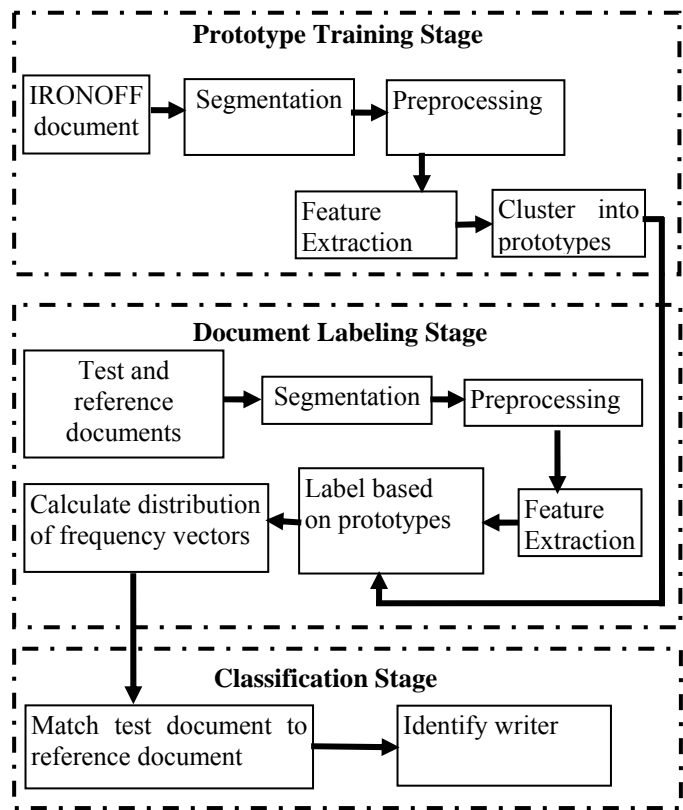 Prototype Training Stage
IRONOFF
document
Segmentation
Preprocessing
Feature
Extraction
Cluster into
prototypes
Document Labeling Stage
Test and
reference
documents
Segmentation
Preprocessing
Feature
Extraction
Label based
on prototypes
Calculate distribution
of frequency vectors
Classification Stage
Match test document to
reference document
Identify writer